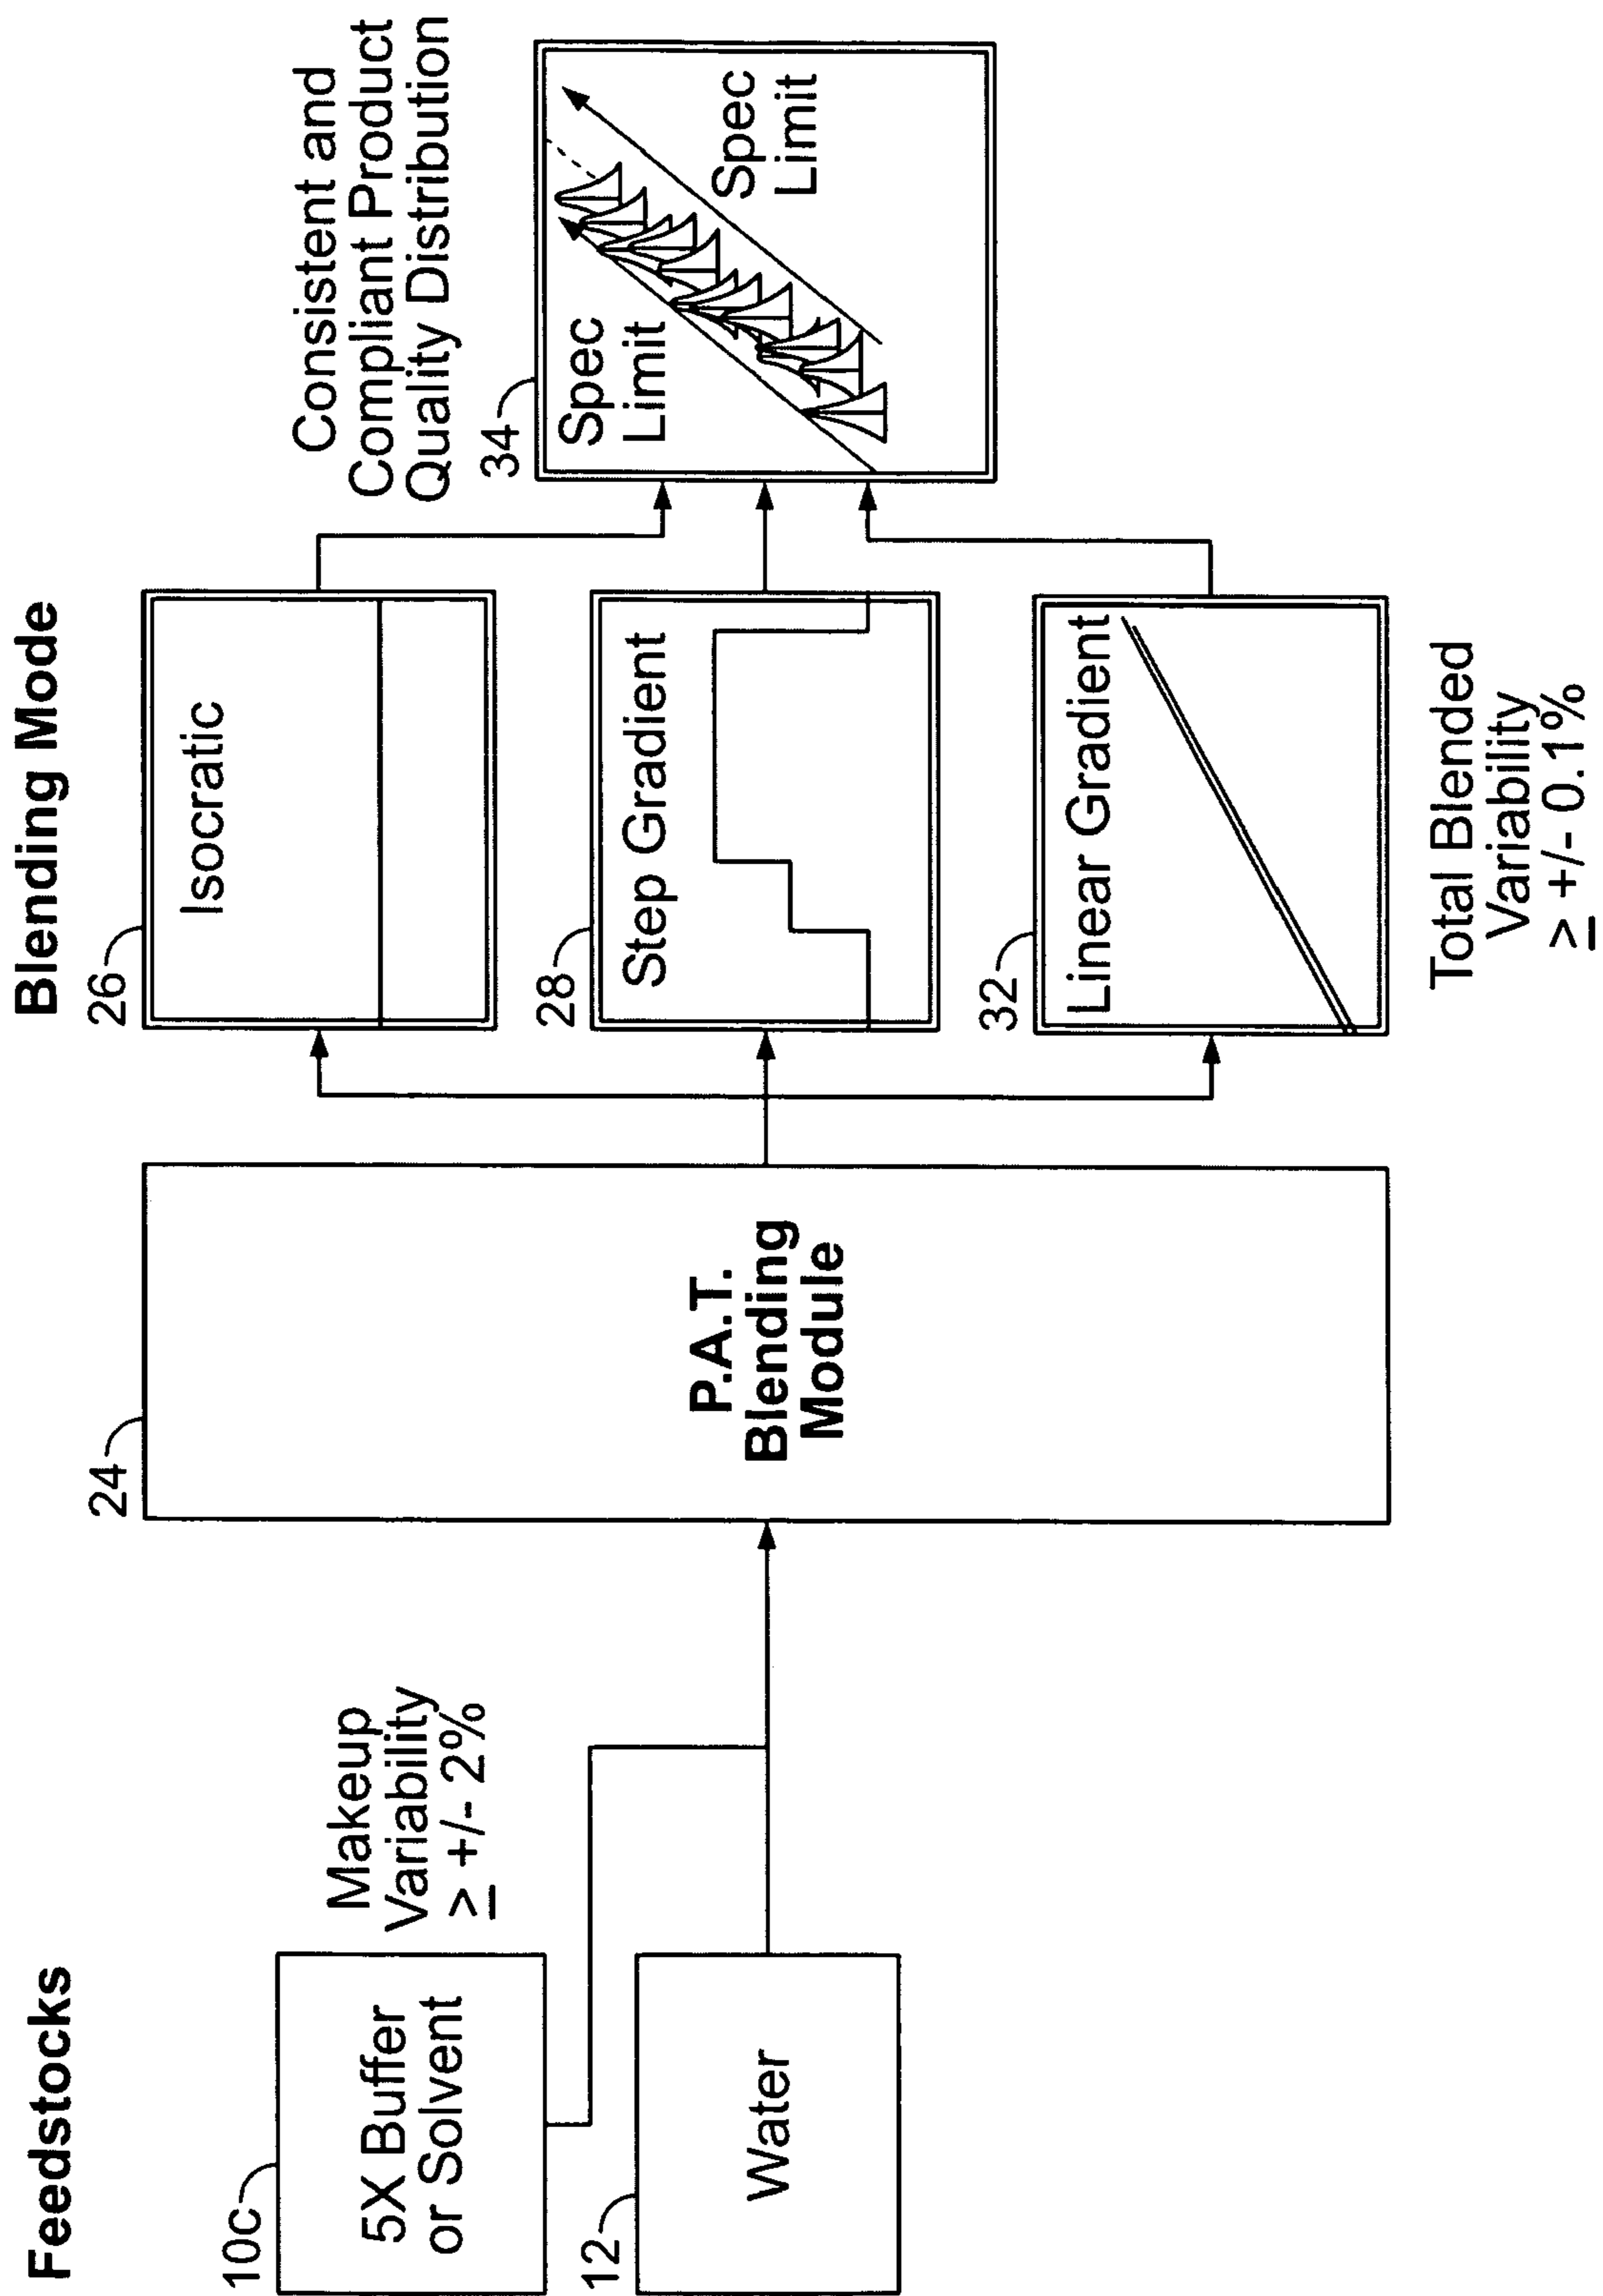 Feedstocks
10c
5X Buffer
or Solvent
Makeup
Variability
≥ +/- 2%
12
Water
24
P.A.T.
Blending
Module
Blending Mode
26
Isocratic
28
Step Gradient
32
Linear Gradient
Total Blended
Variability
≥ +/- 0.1%
Consistent and
Compliant Product
Quality Distribution
34
Spec
Limit
Spec
Limit